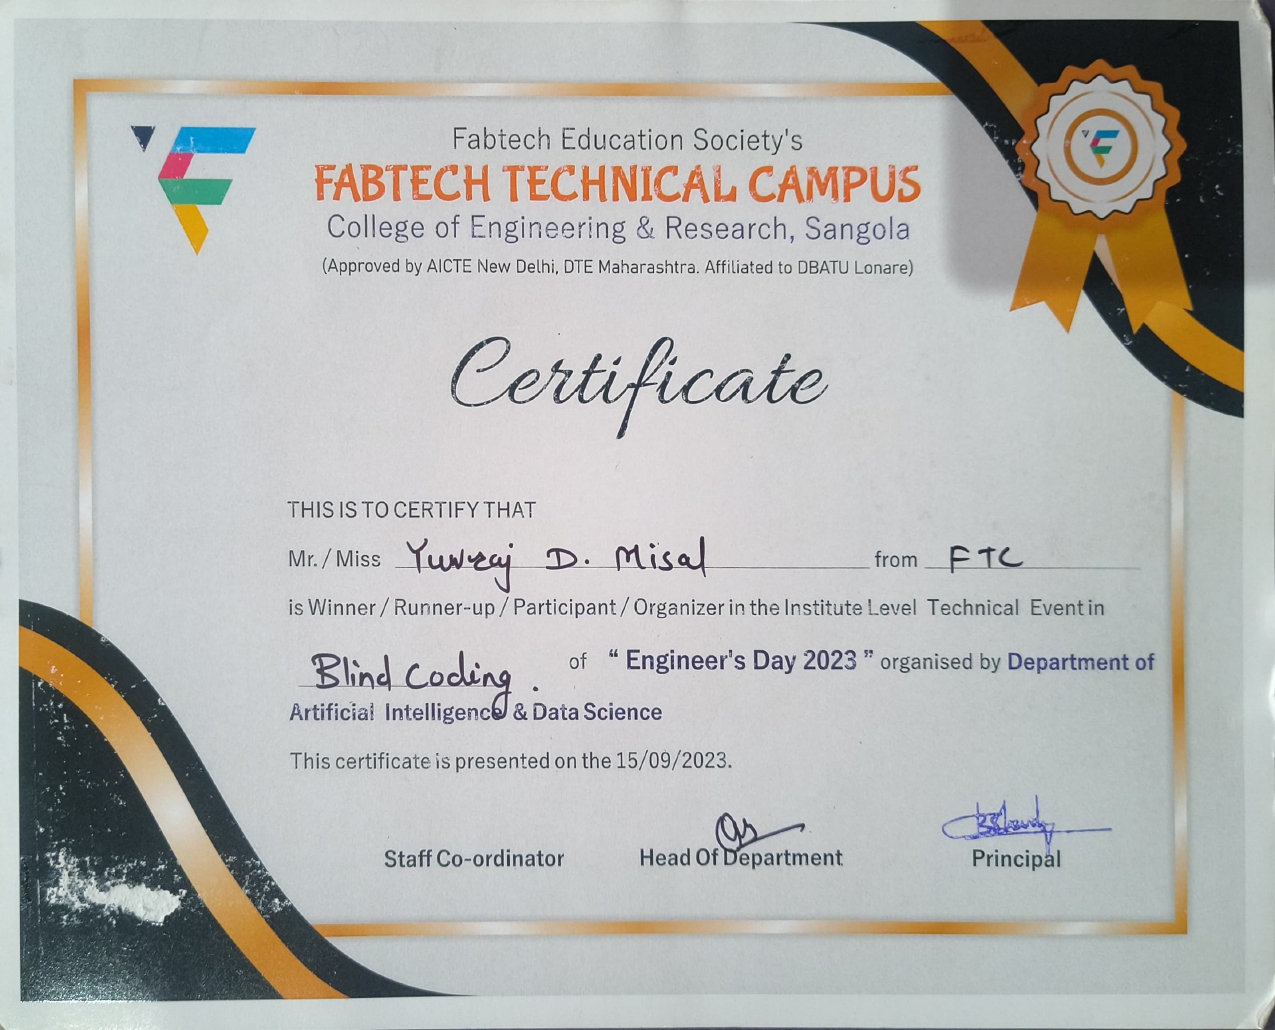 Fabtech Education Society's
FABTECH TECHNICAL CAMPUS
College of Engineering & Research, Sangola
(Approved by AICTE New Delhi, DTE Maharashtra. Affiliated to DBATU Lonare)
Certificate
THIS IS TO CERTIFY THAT
Mr. / Miss Yuvraj D. Misal from FTC
is Winner / Runner-up / Participant / Organizer in the Institute Level Technical Event in
Blind Coding. of “ Engineer's Day 2023 ” organised by Department of
Artificial Intelligence & Data Science
This certificate is presented on the 15/09/2023.
Staff Co-ordinator Head Of Department Principal